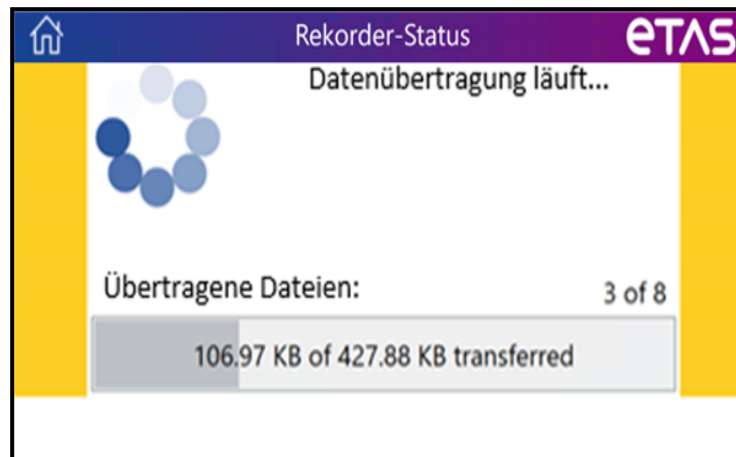 Rekorder-Status
ETAS
Datenübertragung läuft...
Übertragene Dateien:
3 of 8
106.97 KB of 427.88 KB transferred